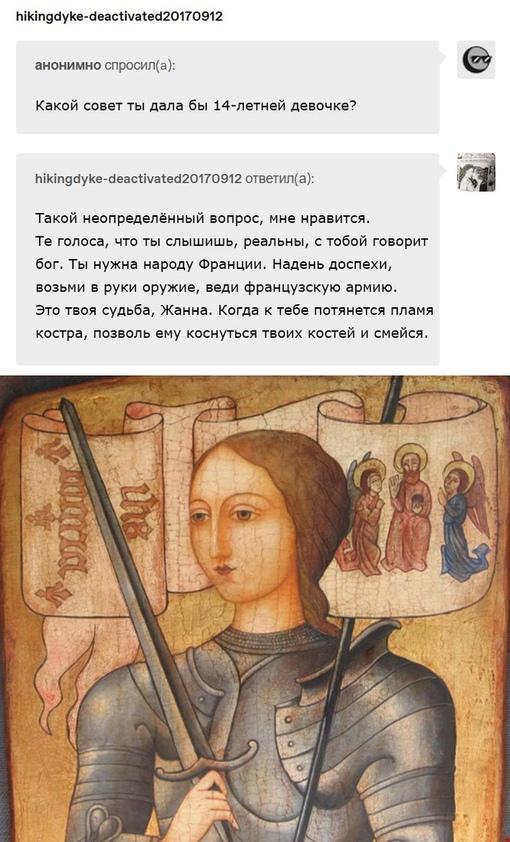 hikingdyke-deactivated20170912
анонимно спросил(а):
Какой совет ты дала бы 14-летней девочке?
hikingdyke-deactivated20170912 ответил(а):
Такой неопределённый вопрос, мне нравится.
Те голоса, что ты слышишь, реальны, с тобой говорит
бог. Ты нужна народу Франции. Надень доспехи,
возьми в руки оружие, веди французскую армию.
Это твоя судьба, Жанна. Когда к тебе потянется пламя
костра, позволь ему коснуться твоих костей и смейся.